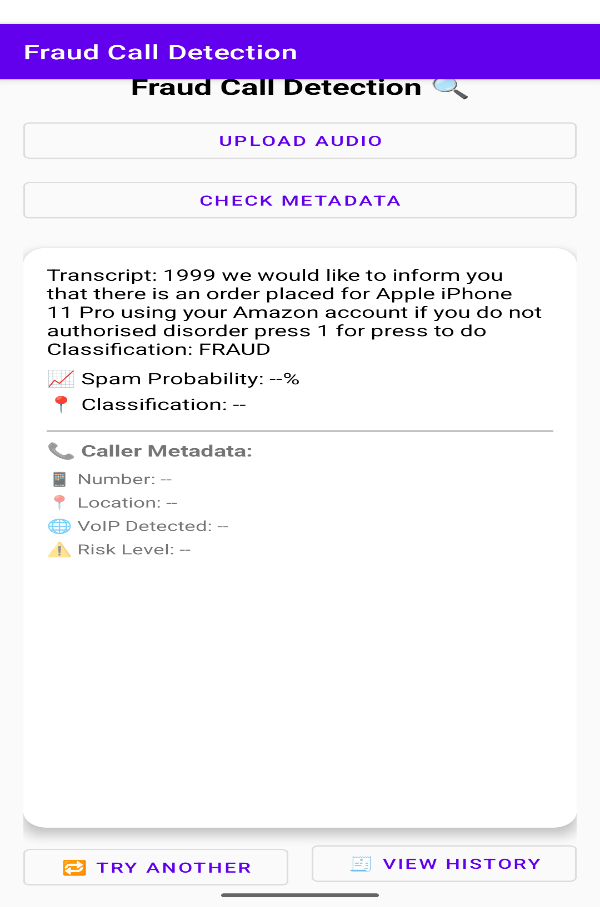 Fraud Call Detection
Fraud Call Detection 🔍
UPLOAD AUDIO
CHECK METADATA
Transcript: 1999 we would like to inform you
that there is an order placed for Apple iPhone
11 Pro using your Amazon account if you do not
authorised disorder press 1 for press to do
Classification: FRAUD
📈 Spam Probability: --%
📍 Classification: --
📞 Caller Metadata:
📱 Number: --
📍 Location: --
🌐 VoIP Detected: --
⚠️ Risk Level: --
🔁 TRY ANOTHER
🧾 VIEW HISTORY